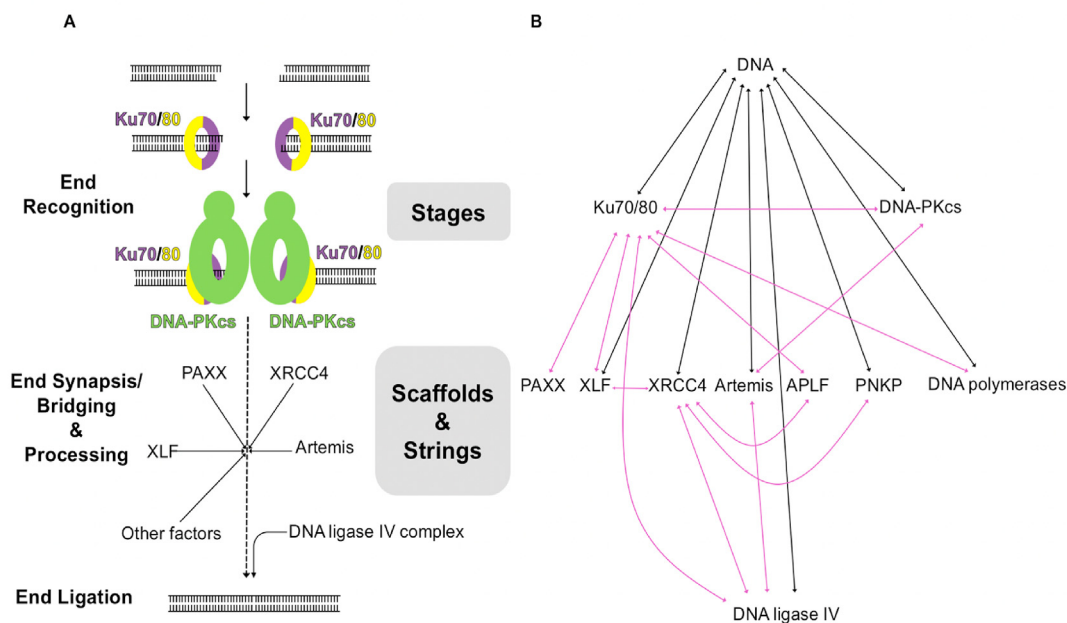 A
Ku70/80
Ku70/80
End
Recognition
Stages
Ku70/80
Ku70/80
DNA-PKcs
DNA-PKcs
End Synapsis/
Bridging
&
Processing
PAXX
XRCC4
XLF
Artemis
Other factors
DNA ligase IV complex
Scaffolds
&
Strings
End Ligation
B
DNA
Ku70/80
DNA-PKcs
PAXX
XLF
XRCC4
Artemis
APLF
PNKP
DNA polymerases
DNA ligase IV